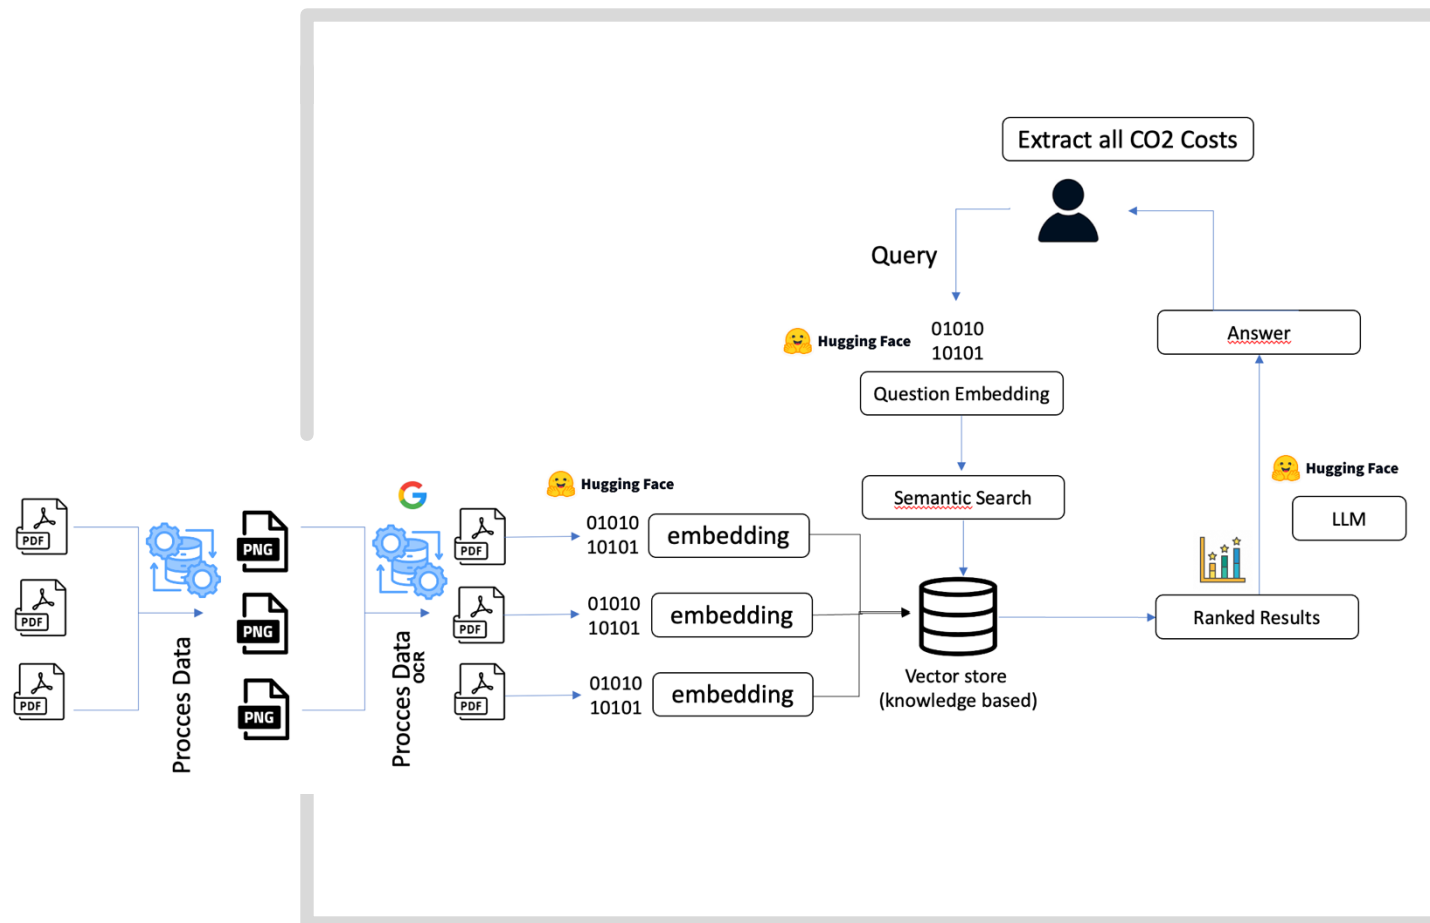 Extract all CO2 Costs
Query
Hugging Face
01010
10101
Question Embedding
Answer
Semantic Search
Hugging Face
LLM
Ranked Results
Vector store
(knowledge based)
Hugging Face
PDF
PDF
PDF
Procces Data
PNG
PNG
PNG
G
Procces Data
OCR
PDF
PDF
PDF
01010
10101
embedding
01010
10101
embedding
01010
10101
embedding